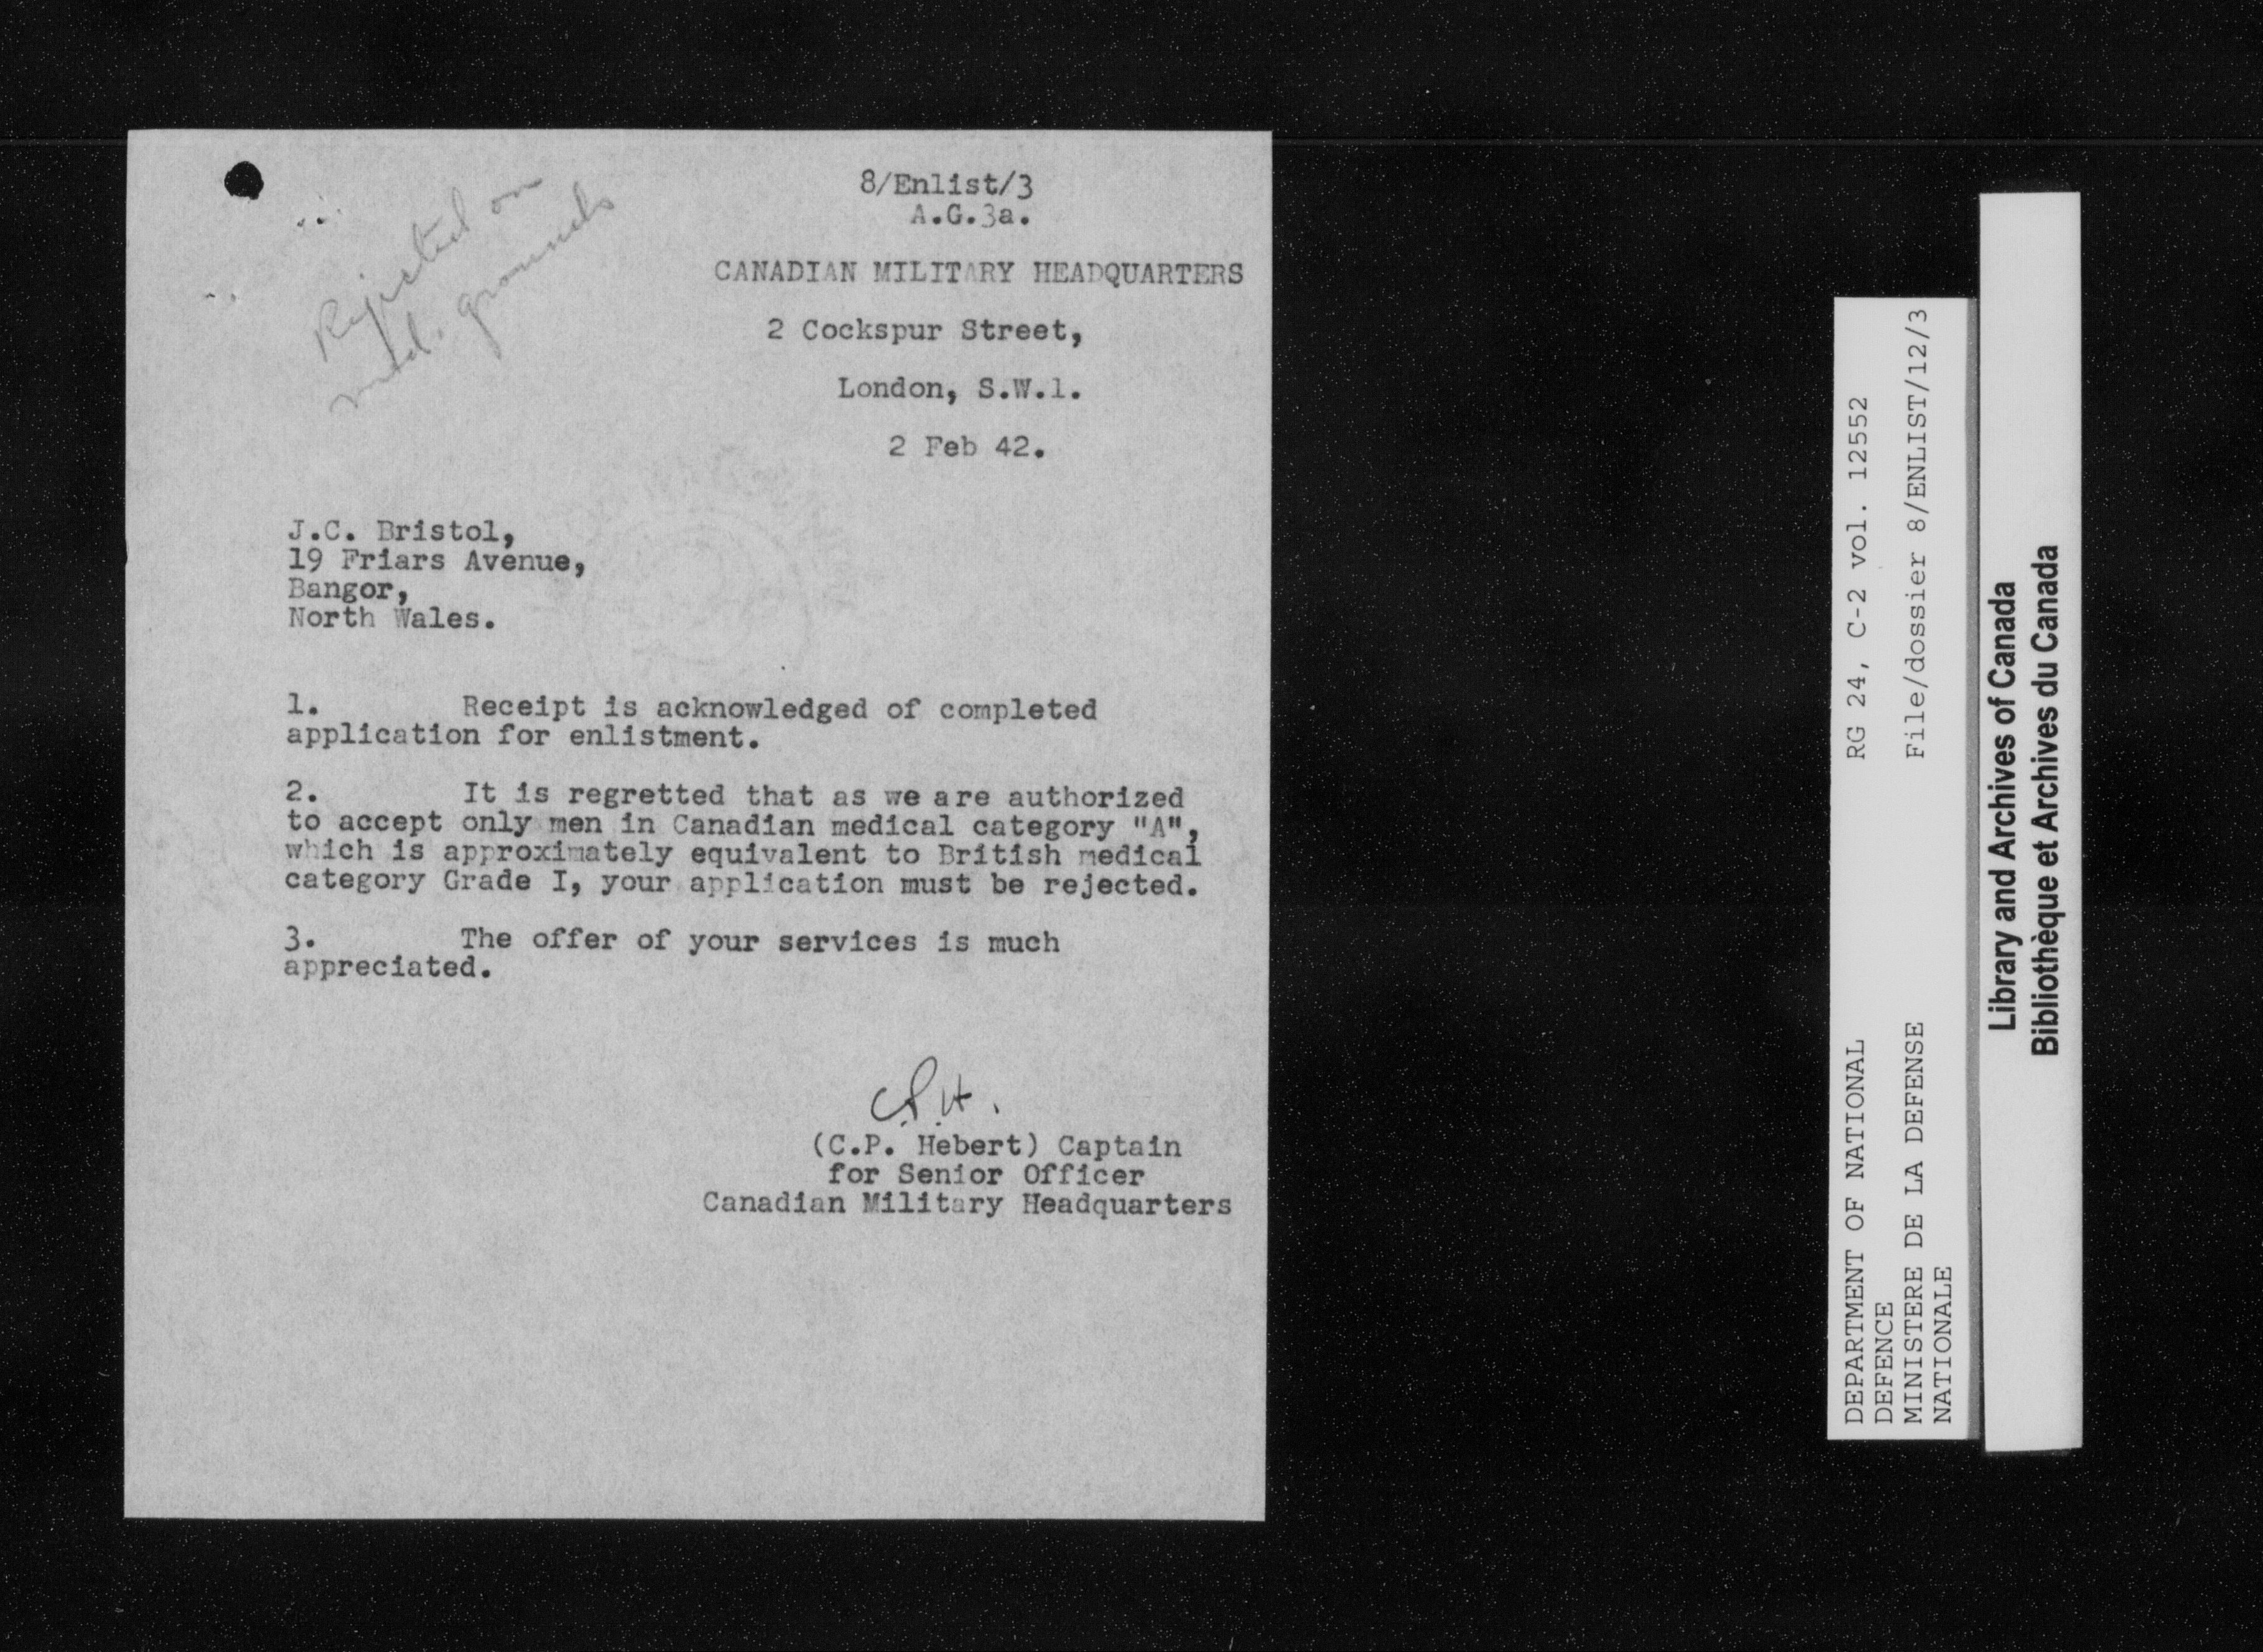 Rejected on
med. grounds
8/Enlist/3
A.G.3a.
CANADIAN MILITARY HEADQUARTERS
2 Cockspur Street,
London, S.W.1.
2 Feb 42.
J.C. Bristol,
19 Friars Avenue,
Bangor,
North Wales.
1. Receipt is acknowledged of completed
application for enlistment.
2. It is regretted that as we are authorized
to accept only men in Canadian medical category "A",
which is approximately equivalent to British medical
category Grade I, your application must be rejected.
3. The offer of your services is much
appreciated.
C.P.H.
(C.P. Hebert) Captain
for Senior Officer
Canadian Military Headquarters
DEPARTMENT OF NATIONAL
DEFENCE
MINISTERE DE LA DEFENSE
NATIONALE
RG 24, C-2 vol. 12552
File/dossier 8/ENLIST/12/3
Library and Archives of Canada
Bibliothèque et Archives du Canada